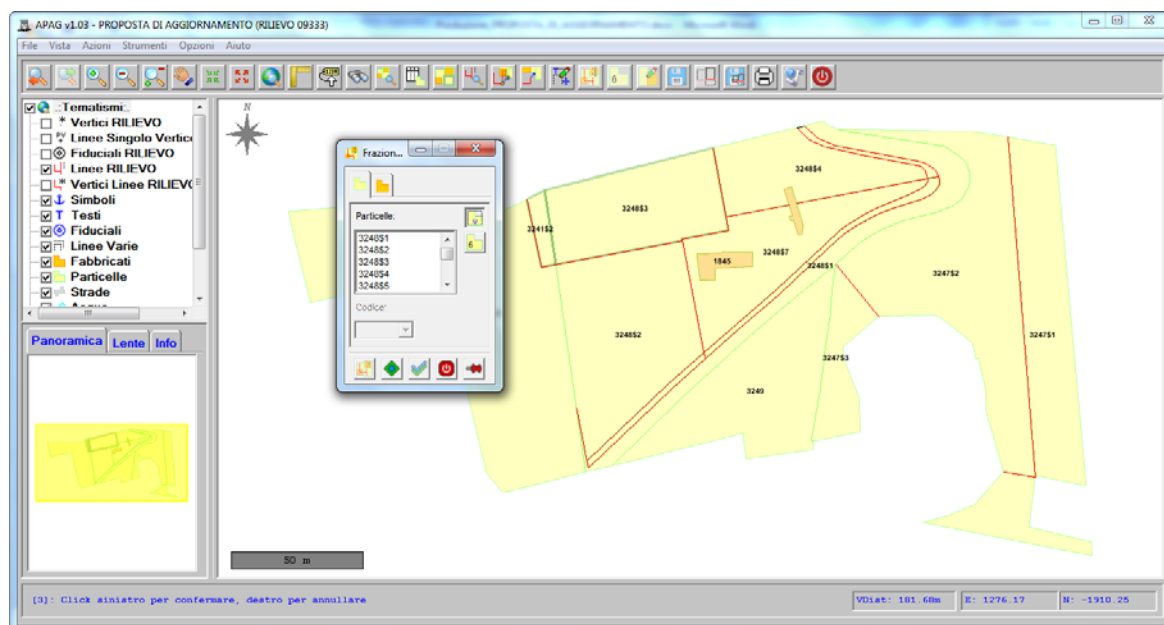 APAG v1.03 - PROPOSTA DI AGGIORNAMENTO (RILIEVO 09333)
File Vista Azioni Strumenti Opzioni Aiuto
.:Tematismi:.
Vertici RILIEVO
Linee Singolo Vertice
Fiduciali RILIEVO
Linee RILIEVO
Vertici Linee RILIEVO
Simboli
Testi
Fiduciali
Linee Varie
Fabbricati
Particelle
Strade
Panoramica Lente Info
N
Frazion...
Particelle:
3248$1
3248$2
3248$3
3248$4
3248$5
6
Codice:
3248$4
3248$3
3241$2
3248$7
1845
3248$1
3247$2
3248$2
3247$1
3247$3
3249
50 m
[3]: Click sinistro per confermare, destro per annullare
VDist: 181.68m
E: 1276.17
N: -1910.25